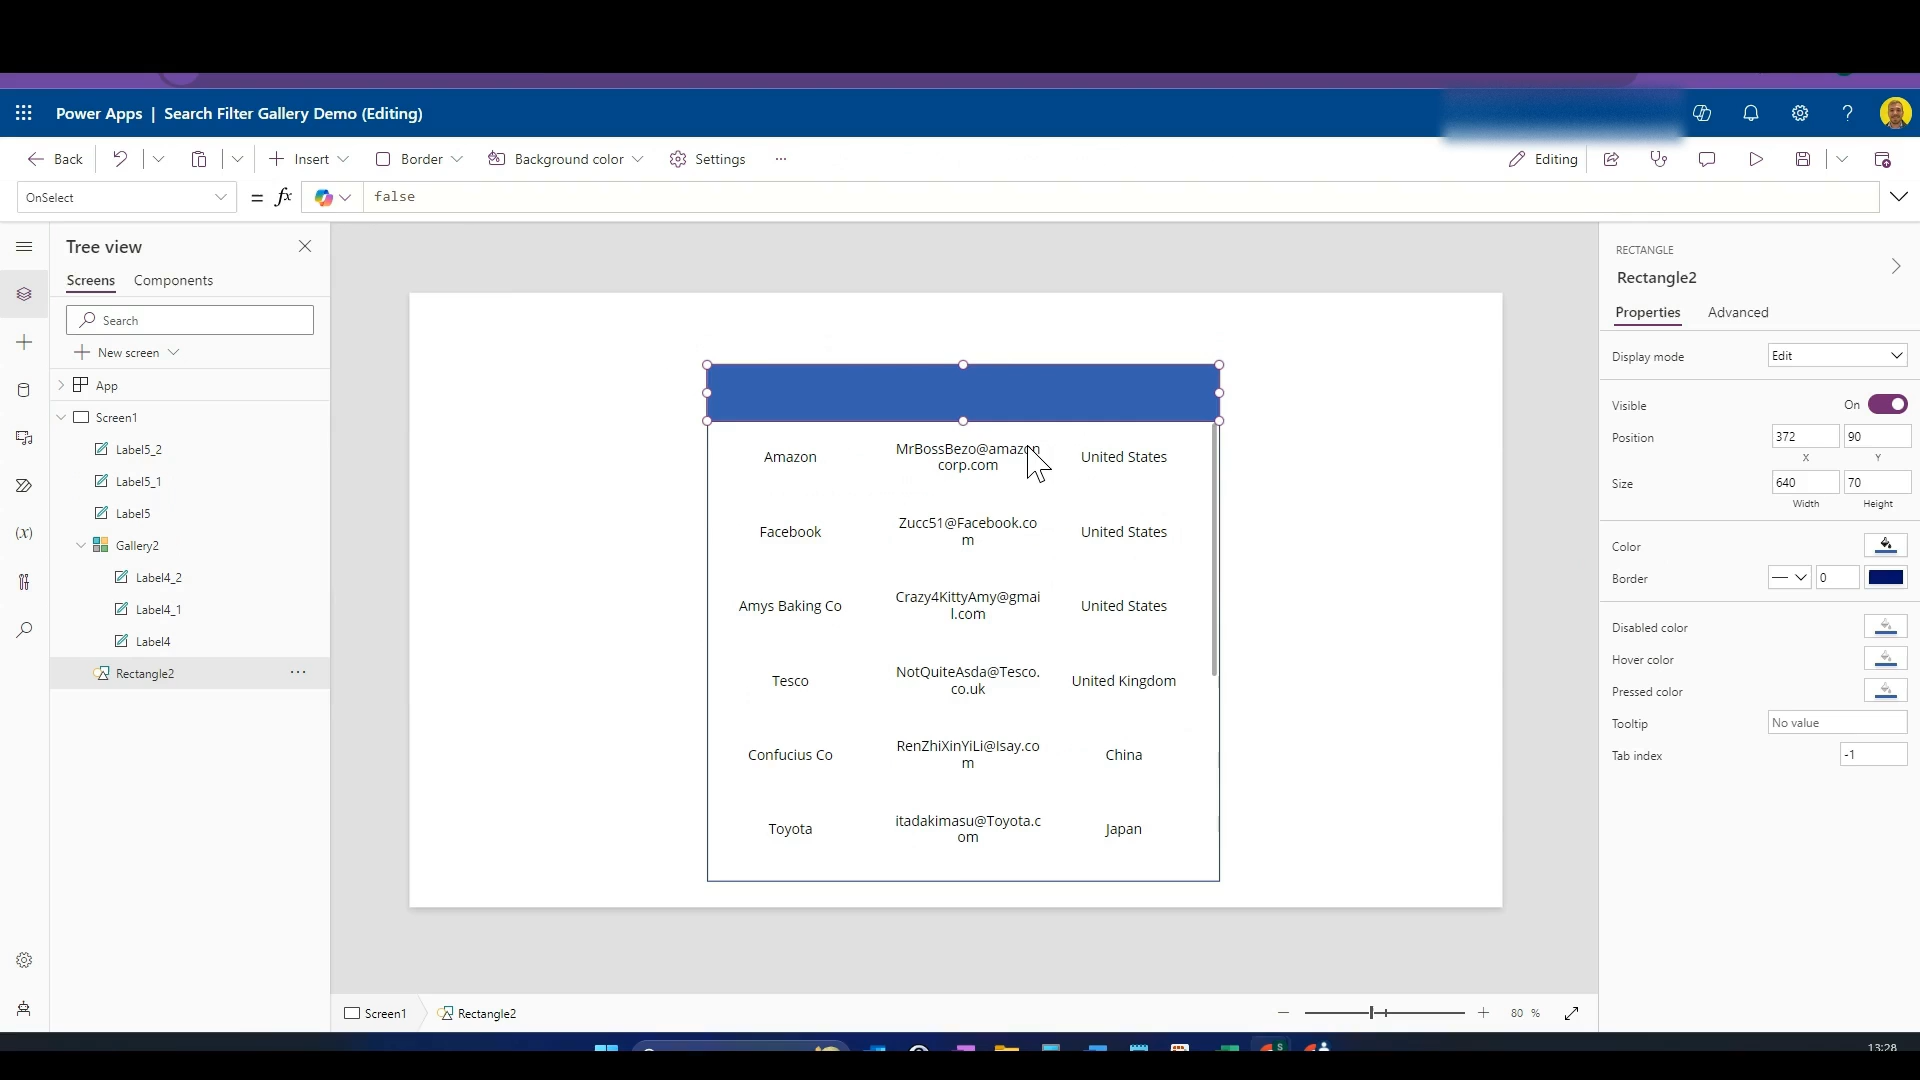 Power Apps | Search Filter Gallery Demo (Editing)
Back
Insert
Border
Background color
Settings
···
Editing
OnSelect
= fx
false
Tree view
Screens
Components
Search
New screen
App
Screen1
Label5_2
Label5_1
Label5
Gallery2
Label4_2
Label4_1
Label4
Rectangle2
···
Amazon
MrBossBezo@amazon
corp.com
United States
Facebook
Zucc51@Facebook.co
m
United States
Amys Baking Co
Crazy4KittyAmy@gmai
l.com
United States
Tesco
NotQuiteAsda@Tesco.
co.uk
United Kingdom
Confucius Co
RenZhiXinYiLi@Isay.co
m
China
Toyota
itadakimasu@Toyota.c
om
Japan
RECTANGLE
Rectangle2
Properties
Advanced
Display mode
Edit
Visible
On
Position
372
90
X
Y
Size
640
70
Width
Height
Color
Border
0
Disabled color
Hover color
Pressed color
Tooltip
No value
Tab index
-1
Screen1
Rectangle2
80 %
13:28